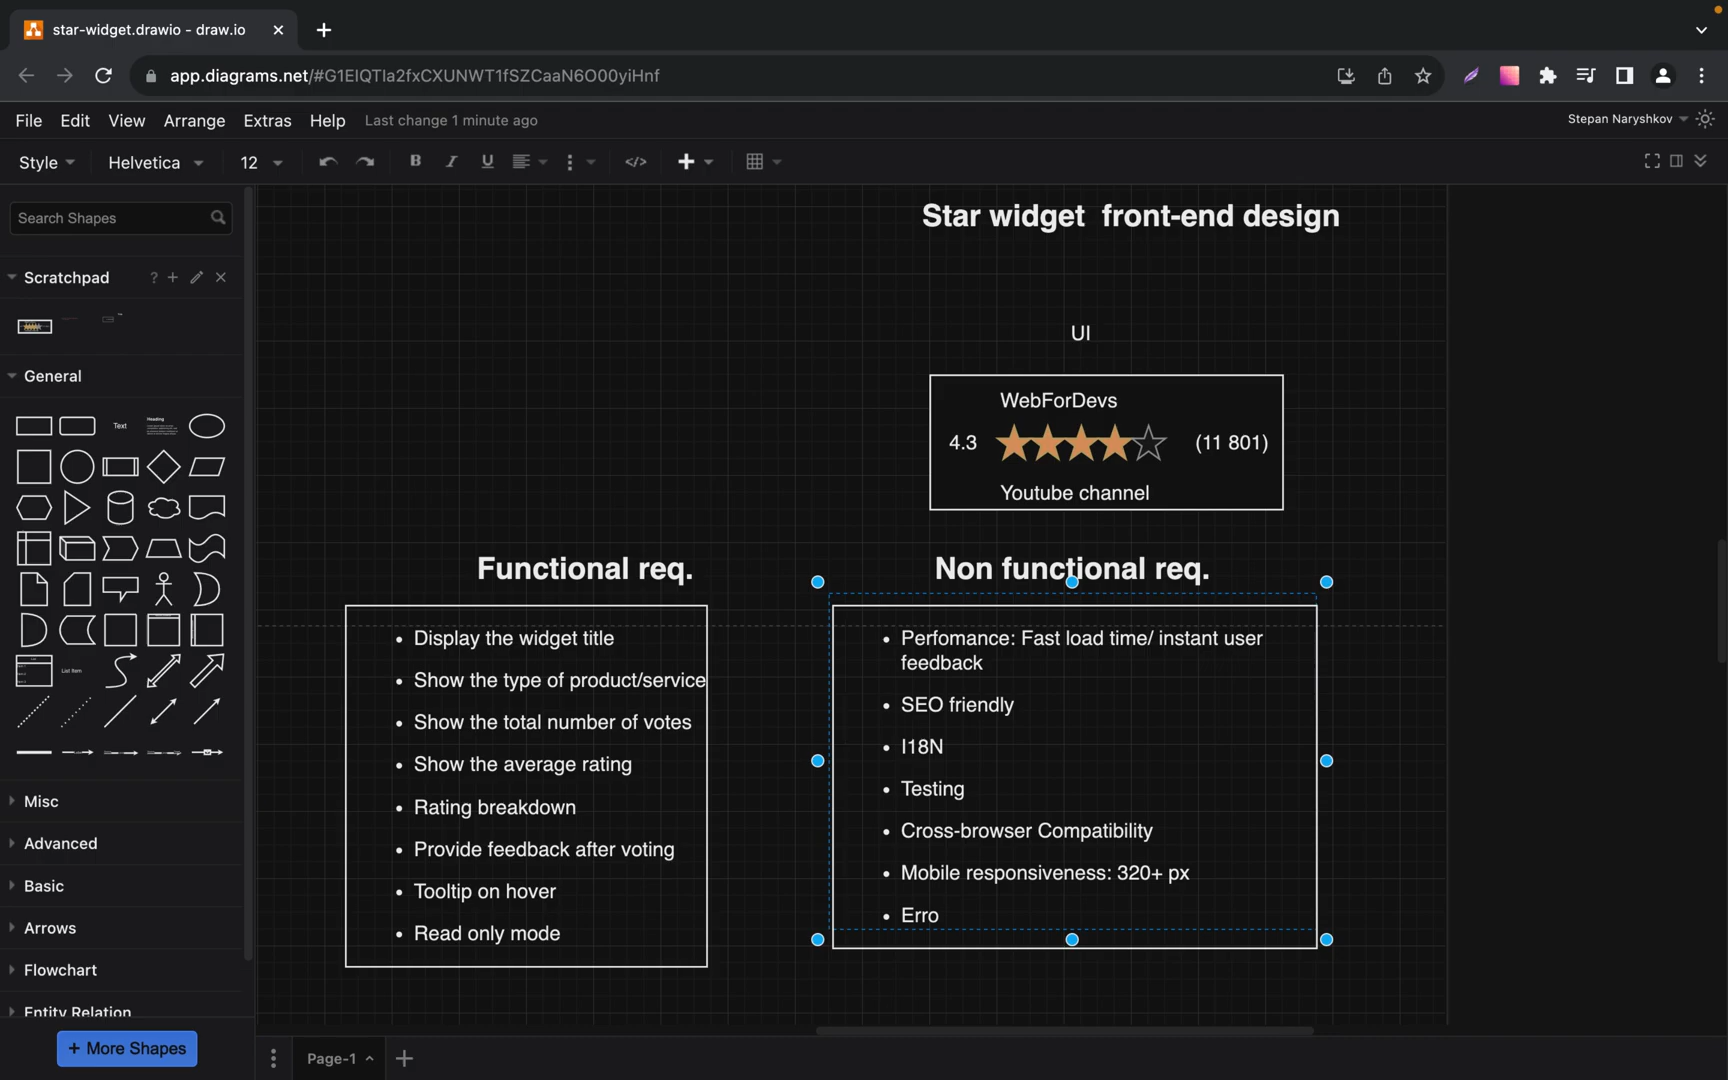 star-widget.drawio - draw.io
app.diagrams.net/#G1EIQTla2fxCXUNWT1fSZCaaN6O00yiHnf
File Edit View Arrange Extras Help Last change 1 minute ago
Stepan Naryshkov
Style Helvetica 12 B I U </>
Search Shapes
Scratchpad ?
General
Text
Heading
List Item
Misc
Advanced
Basic
Arrows
Flowchart
Entity Relation
+ More Shapes
Star widget front-end design
UI
WebForDevs
4.3 (11 801)
Youtube channel
Functional req.
• Display the widget title
• Show the type of product/service
• Show the total number of votes
• Show the average rating
• Rating breakdown
• Provide feedback after voting
• Tooltip on hover
• Read only mode
Non functional req.
• Perfomance: Fast load time/ instant user
feedback
• SEO friendly
• I18N
• Testing
• Cross-browser Compatibility
• Mobile responsiveness: 320+ px
• Erro
Page-1